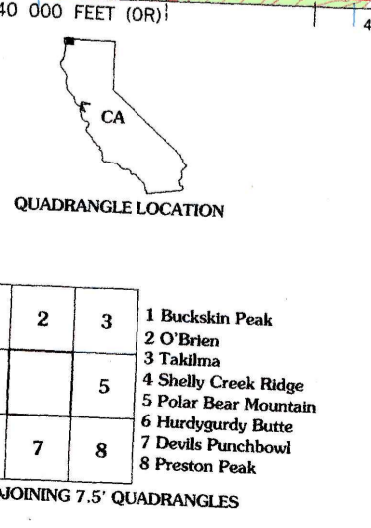 40 000 FEET (OR)
4
CA
QUADRANGLE LOCATION
2 3
5
7 8
1 Buckskin Peak
2 O'Brien
3 Takilma
4 Shelly Creek Ridge
5 Polar Bear Mountain
6 Hurdygurdy Butte
7 Devils Punchbowl
8 Preston Peak
JOINING 7.5' QUADRANGLES